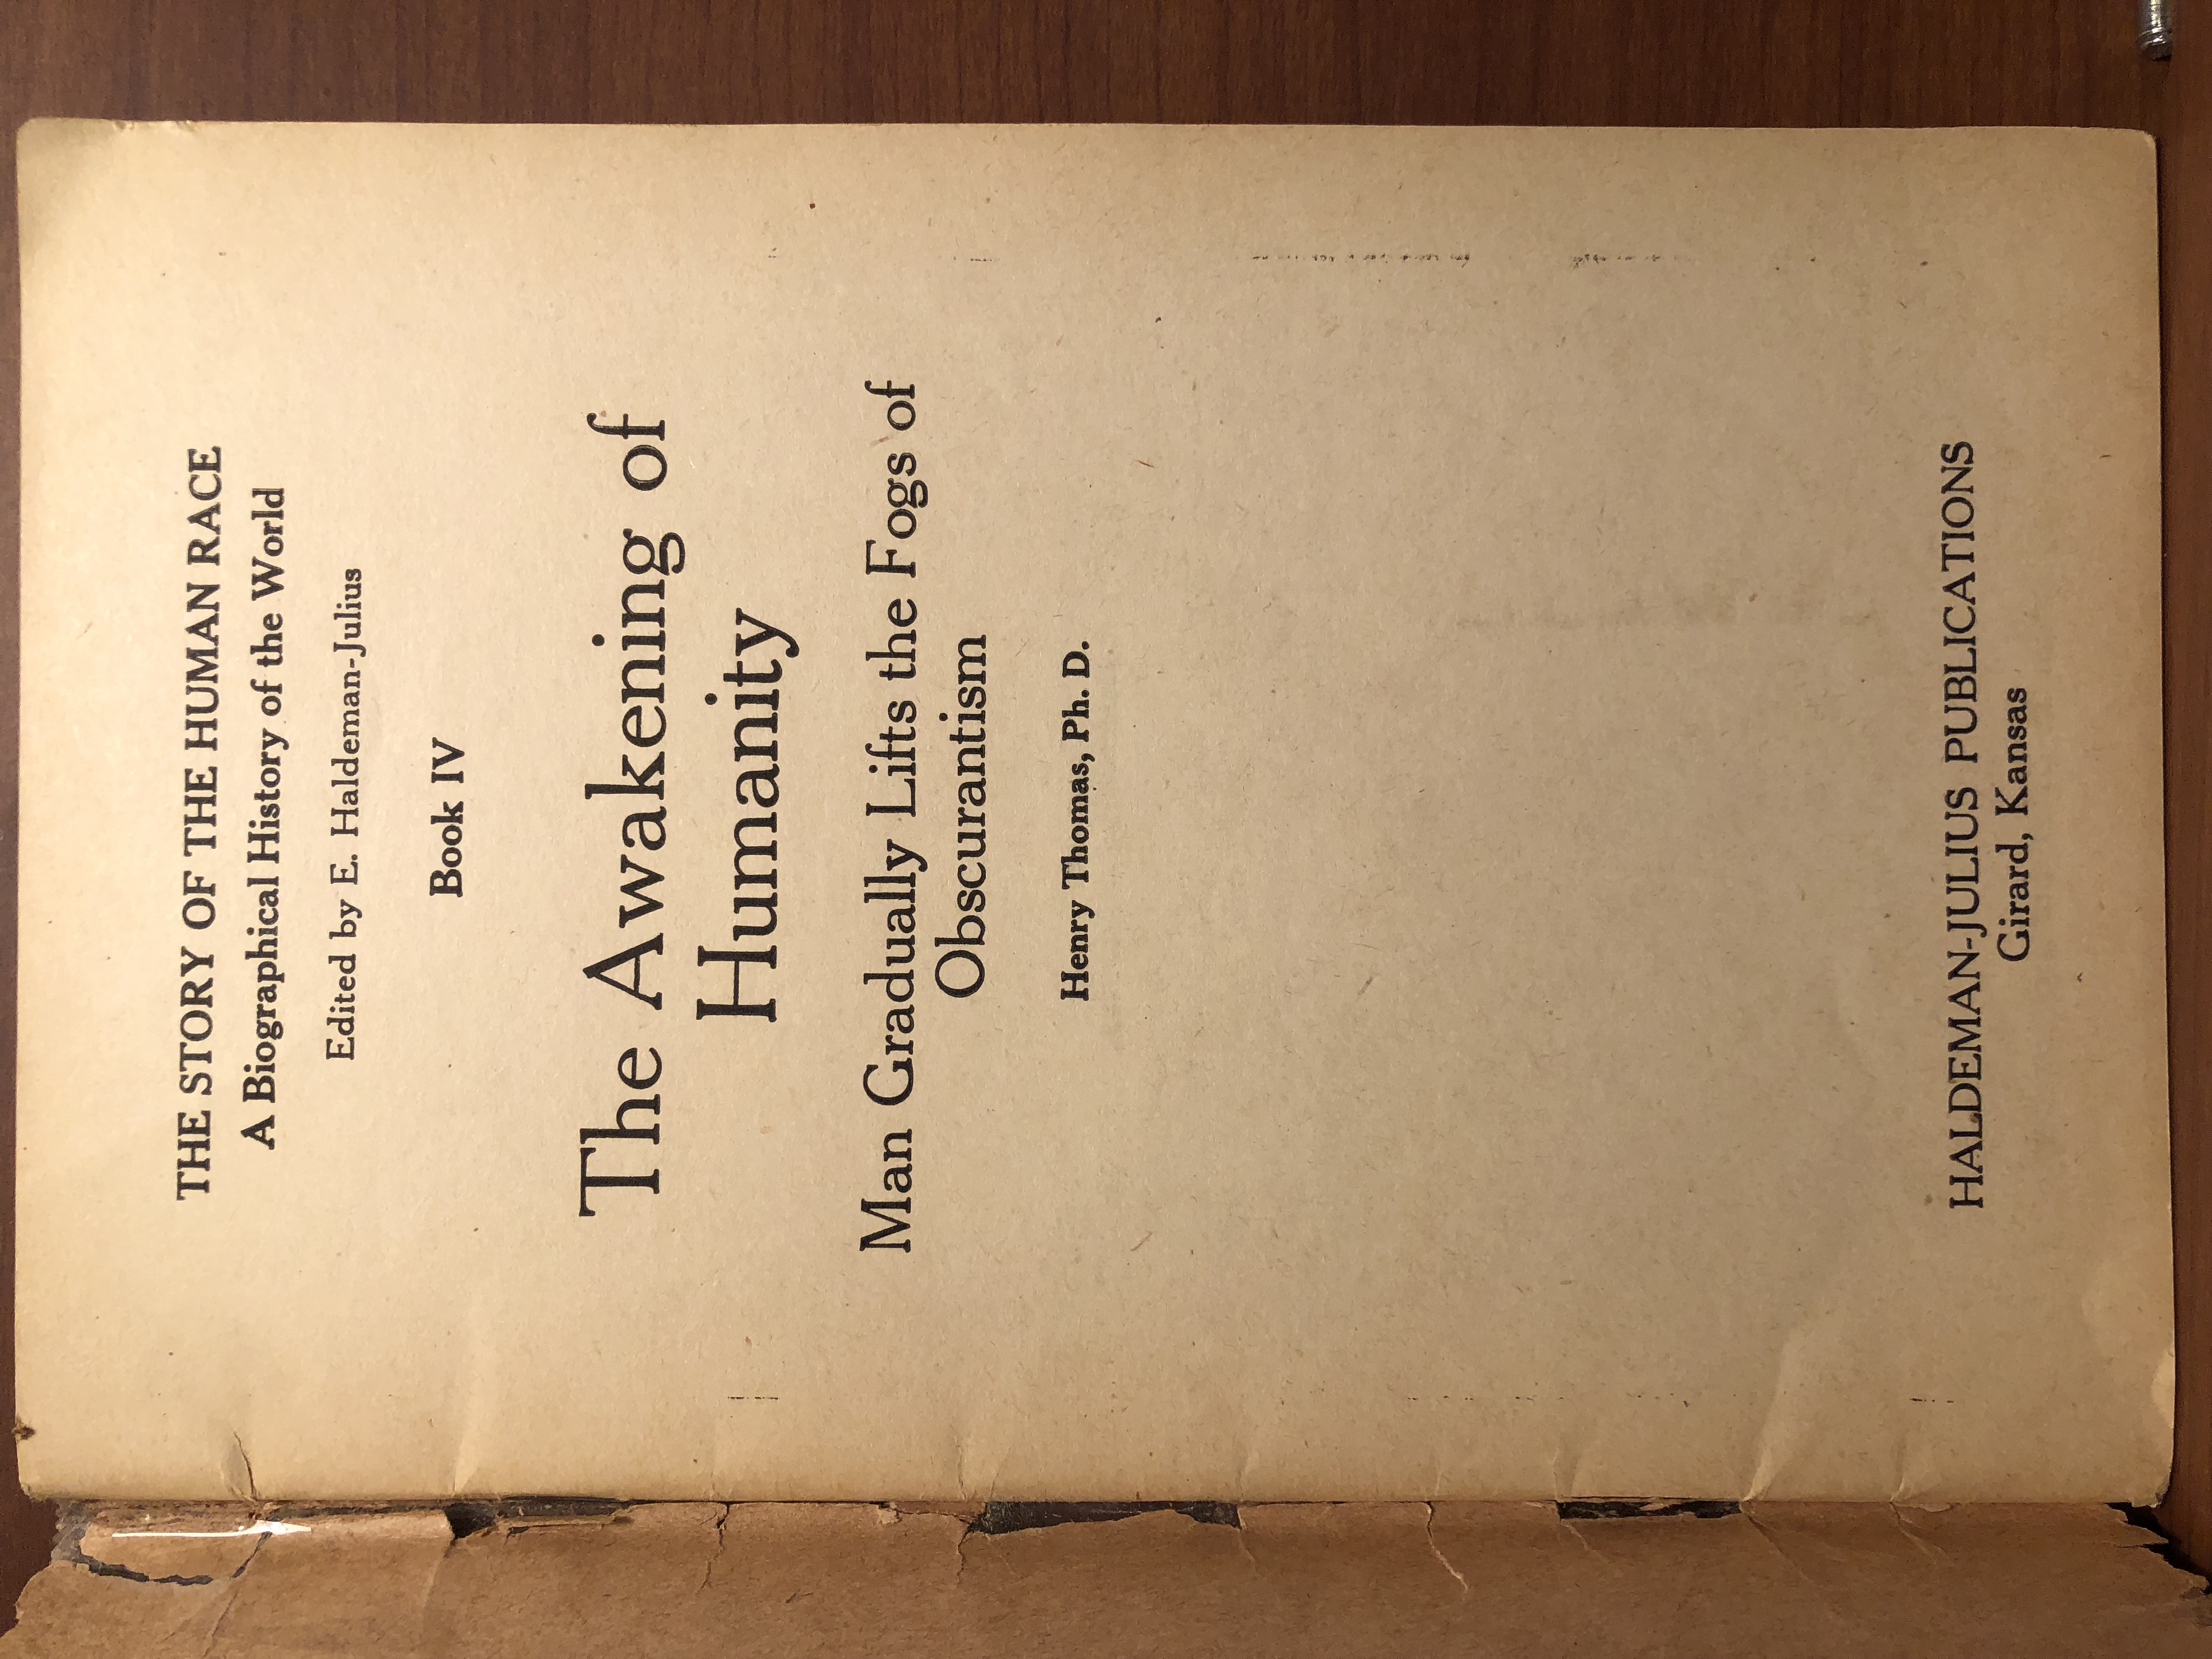 THE STORY OF THE HUMAN RACE
A Biographical History of the World
Edited by E. Haldeman-Julius
Book IV
The Awakening of
Humanity
Man Gradually Lifts the Fogs of
Obscurantism
Henry Thomas, Ph. D.
HALDEMAN-JULIUS PUBLICATIONS
Girard, Kansas